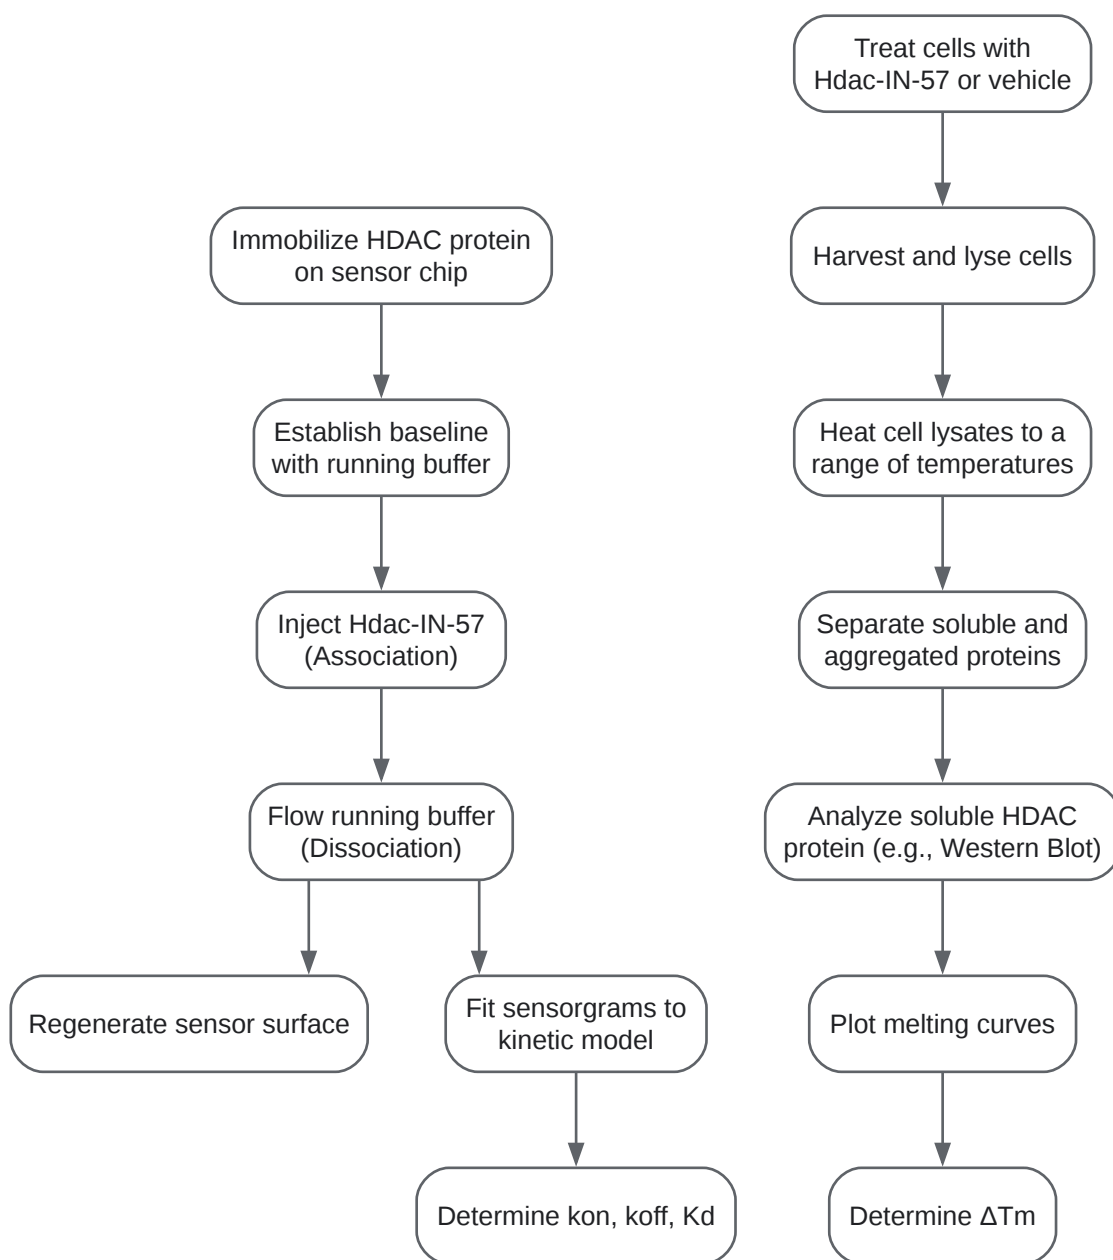 Treat cells with
Hdac-IN-57 or vehicle
Immobilize HDAC protein
on sensor chip
Harvest and lyse cells
Establish baseline
with running buffer
Heat cell lysates to a
range of temperatures
Inject Hdac-IN-57
(Association)
Separate soluble and
aggregated proteins
Flow running buffer
(Dissociation)
Analyze soluble HDAC
protein (e.g., Western Blot)
Regenerate sensor surface
Fit sensorgrams to
kinetic model
Plot melting curves
Determine kon, koff, Kd
Determine ΔTm